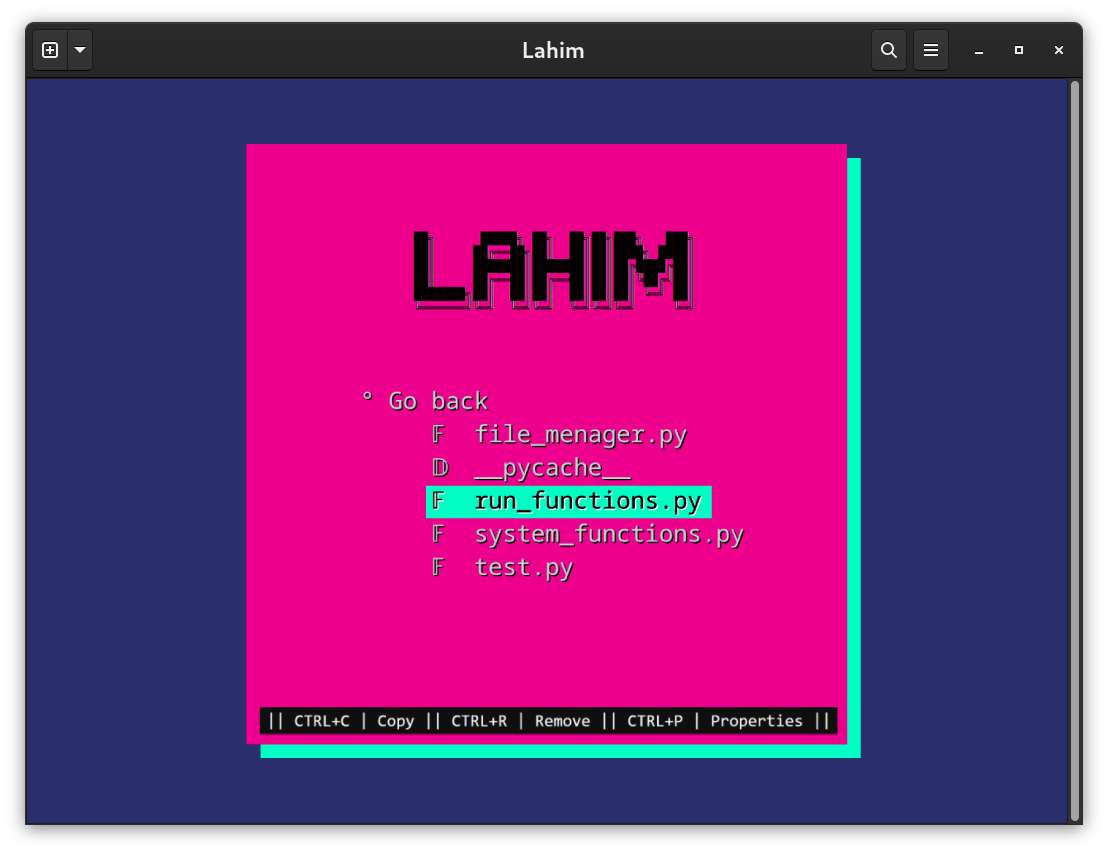 Lahim
LAHIM
° Go back
𝔽 file_menager.py
𝔻 __pycache__
𝔽 run_functions.py
𝔽 system_functions.py
𝔽 test.py
|| CTRL+C | Copy || CTRL+R | Remove || CTRL+P | Properties ||